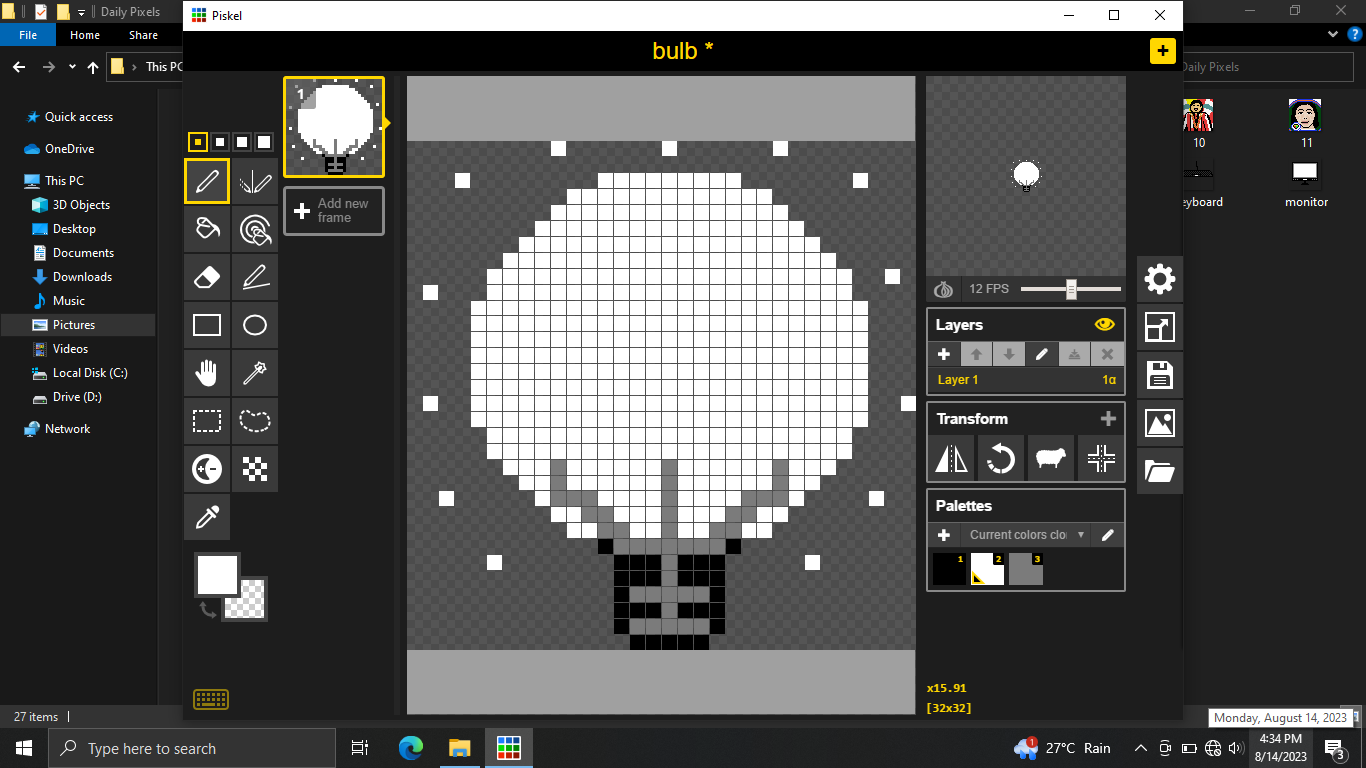 Daily Pixels
Piskel
File
Home
Share
bulb *
This PC
Daily Pixels
Quick access
OneDrive
This PC
3D Objects
Desktop
Documents
Downloads
Music
Pictures
Videos
Local Disk (C:)
Drive (D:)
Network
1
Add new
frame
10
11
eyboard
monitor
12 FPS
Layers
Layer 1
1α
Transform
Palettes
Current colors clo
1
2
3
x15.91
[32x32]
27 items
Monday, August 14, 2023
Type here to search
1
27°C Rain
4:34 PM
8/14/2023
3